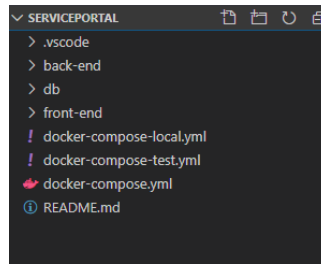 SERVICEPORTAL
.vscode
back-end
db
front-end
! docker-compose-local.yml
! docker-compose-test.yml
docker-compose.yml
README.md